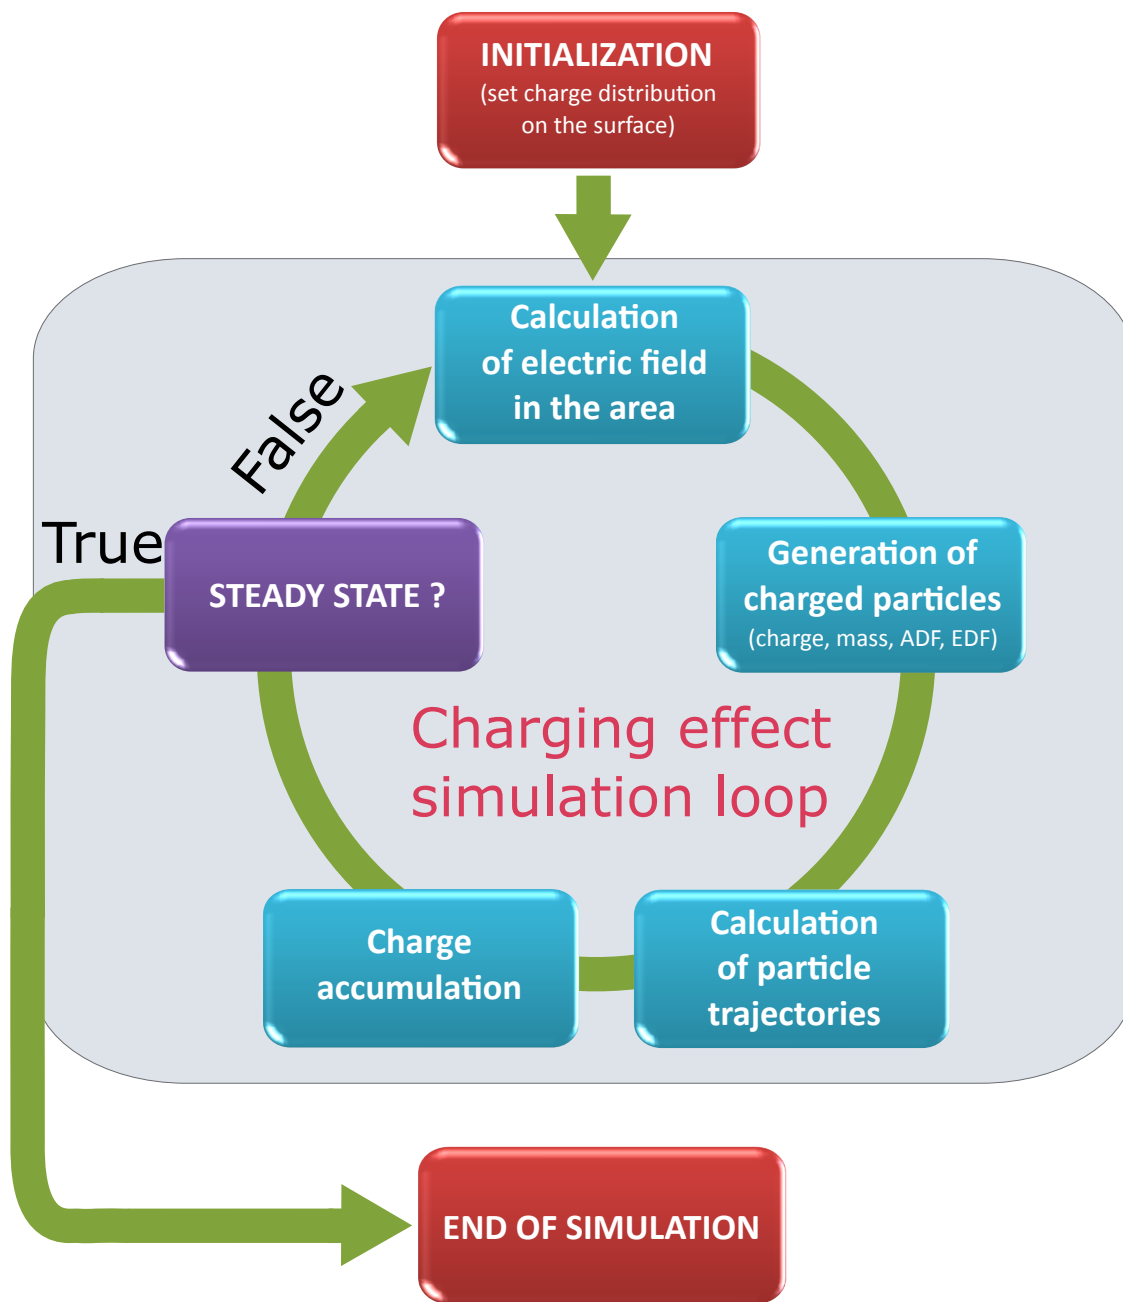 INITIALIZATION
(set charge distribution
on the surface)
Calculation
of electric field
in the area
False
True
STEADY STATE ?
Generation of
charged particles
(charge, mass, ADF, EDF)
Charging effect
simulation loop
Charge
accumulation
Calculation
of particle
trajectories
END OF SIMULATION